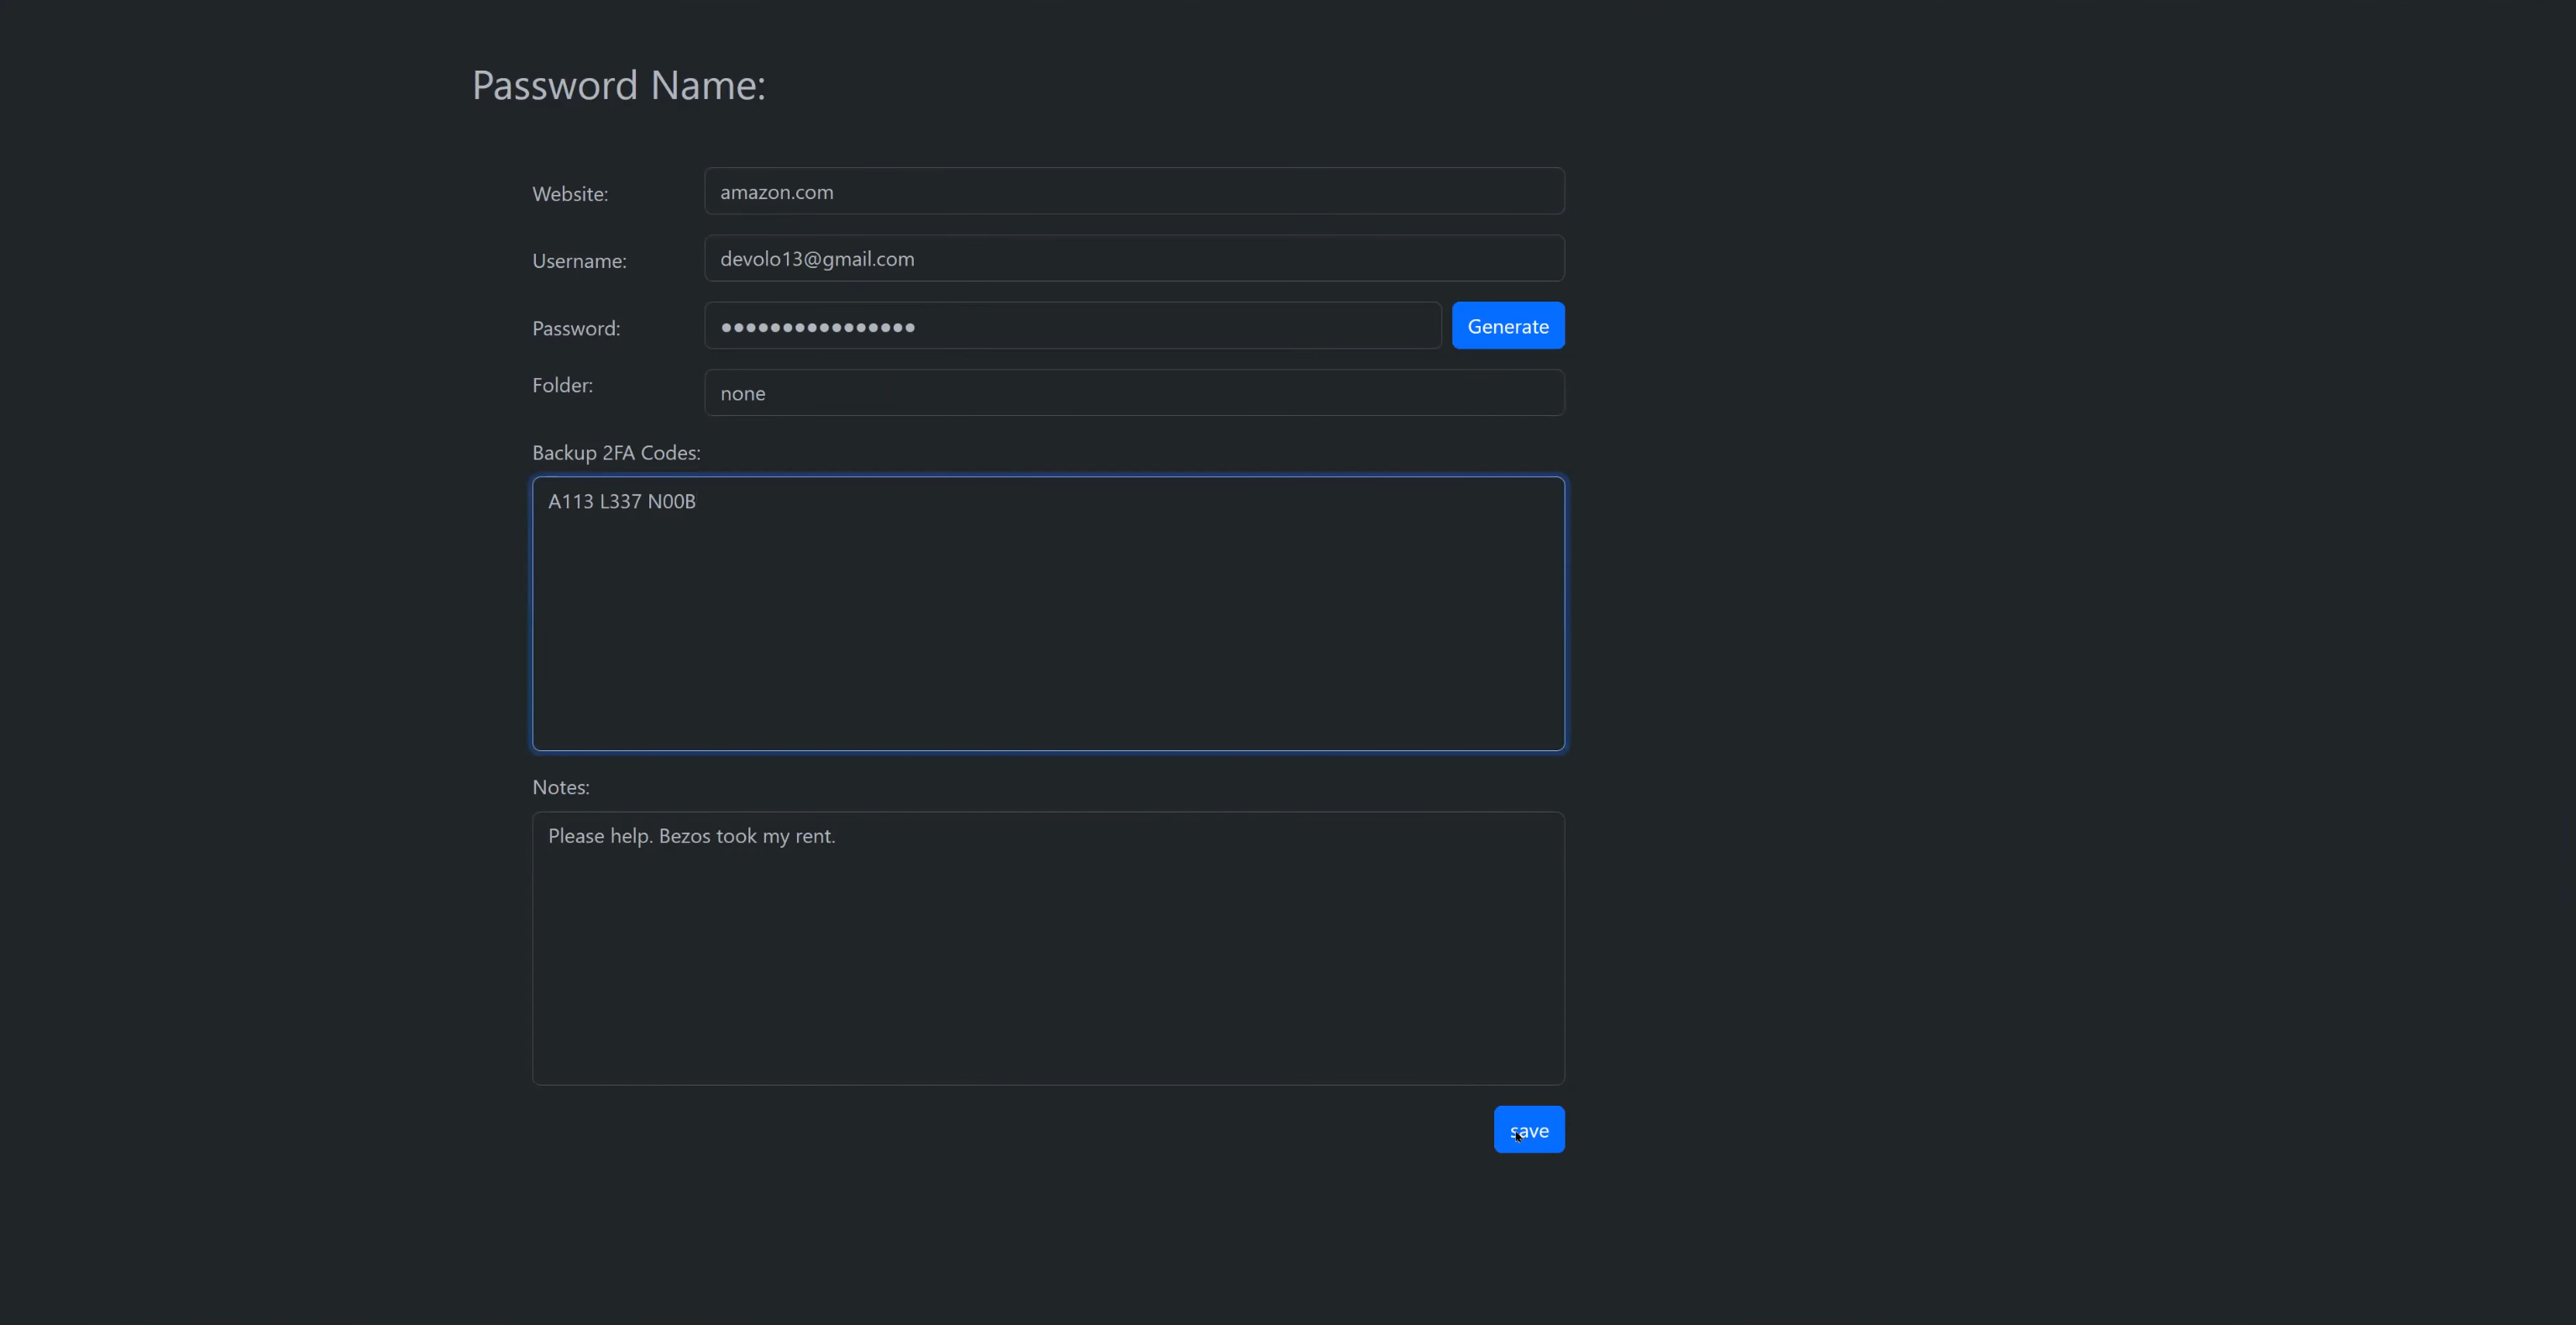 Password Name:
Website:
amazon.com
Username:
devolo13@gmail.com
Password:
●●●●●●●●●●●●●●●●
Generate
Folder:
none
Backup 2FA Codes:
A113 L337 N00B
Notes:
Please help. Bezos took my rent.
save